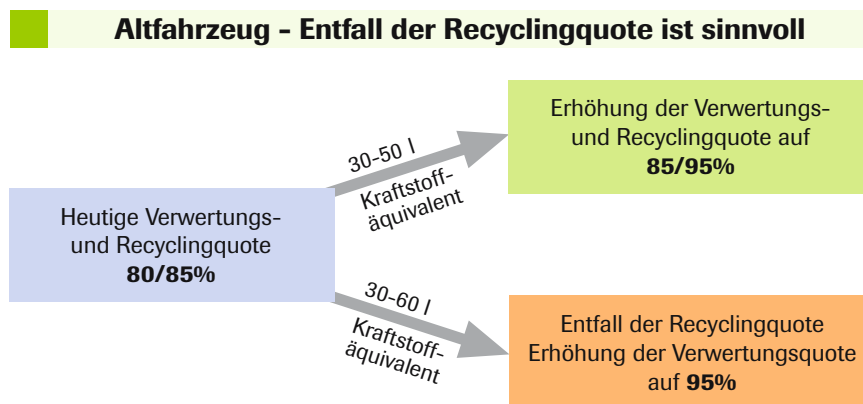 Altfahrzeug - Entfall der Recyclingquote ist sinnvoll
Heutige Verwertungs-
und Recyclingquote
80/85%
30-50 l
Kraftstoff-
äquivalent
Erhöhung der Verwertungs-
und Recyclingquote auf
85/95%
30-60 l
Kraftstoff-
äquivalent
Entfall der Recyclingquote
Erhöhung der Verwertungsquote
auf 95%